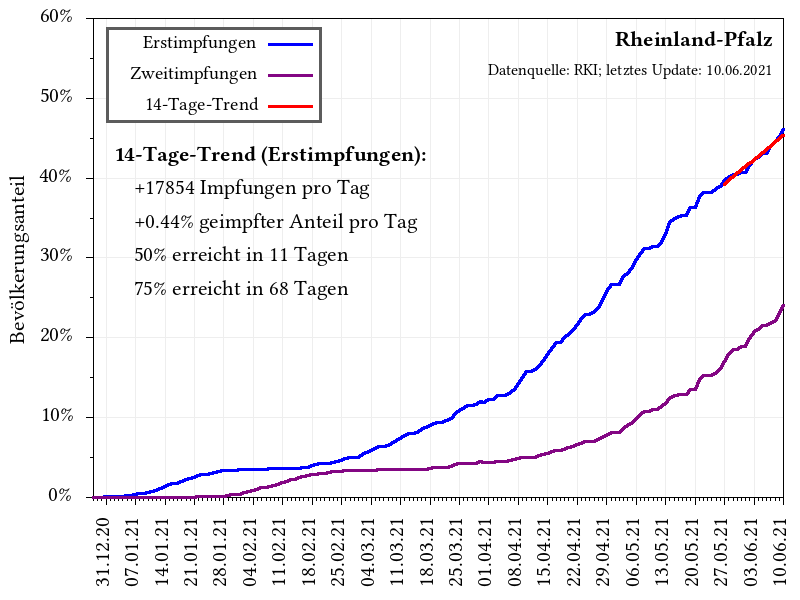 Rheinland-Pfalz
Datenquelle: RKI; letztes Update: 10.06.2021
Erstimpfungen
Zweitimpfungen
14-Tage-Trend
14-Tage-Trend (Erstimpfungen):
+17854 Impfungen pro Tag
+0.44% geimpfter Anteil pro Tag
50% erreicht in 11 Tagen
75% erreicht in 68 Tagen
Bevölkerungsanteil
60%
50%
40%
30%
20%
10%
0%
31.12.20
07.01.21
14.01.21
21.01.21
28.01.21
04.02.21
11.02.21
18.02.21
25.02.21
04.03.21
11.03.21
18.03.21
25.03.21
01.04.21
08.04.21
15.04.21
22.04.21
29.04.21
06.05.21
13.05.21
20.05.21
27.05.21
03.06.21
10.06.21